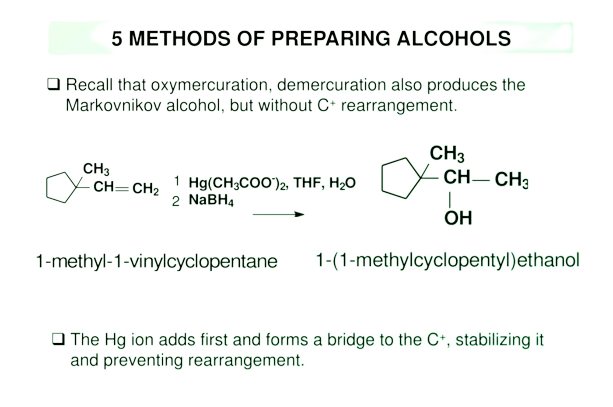 5 METHODS OF PREPARING ALCOHOLS
❑ Recall that oxymercuration, demercuration also produces the
Markovnikov alcohol, but without C⁺ rearrangement.
CH₃
CH=CH₂
1 Hg(CH₃COO⁻)₂, THF, H₂O
2 NaBH₄
CH₃
CH—CH₃
OH
1-methyl-1-vinylcyclopentane
1-(1-methylcyclopentyl)ethanol
❑ The Hg ion adds first and forms a bridge to the C⁺, stabilizing it
and preventing rearrangement.